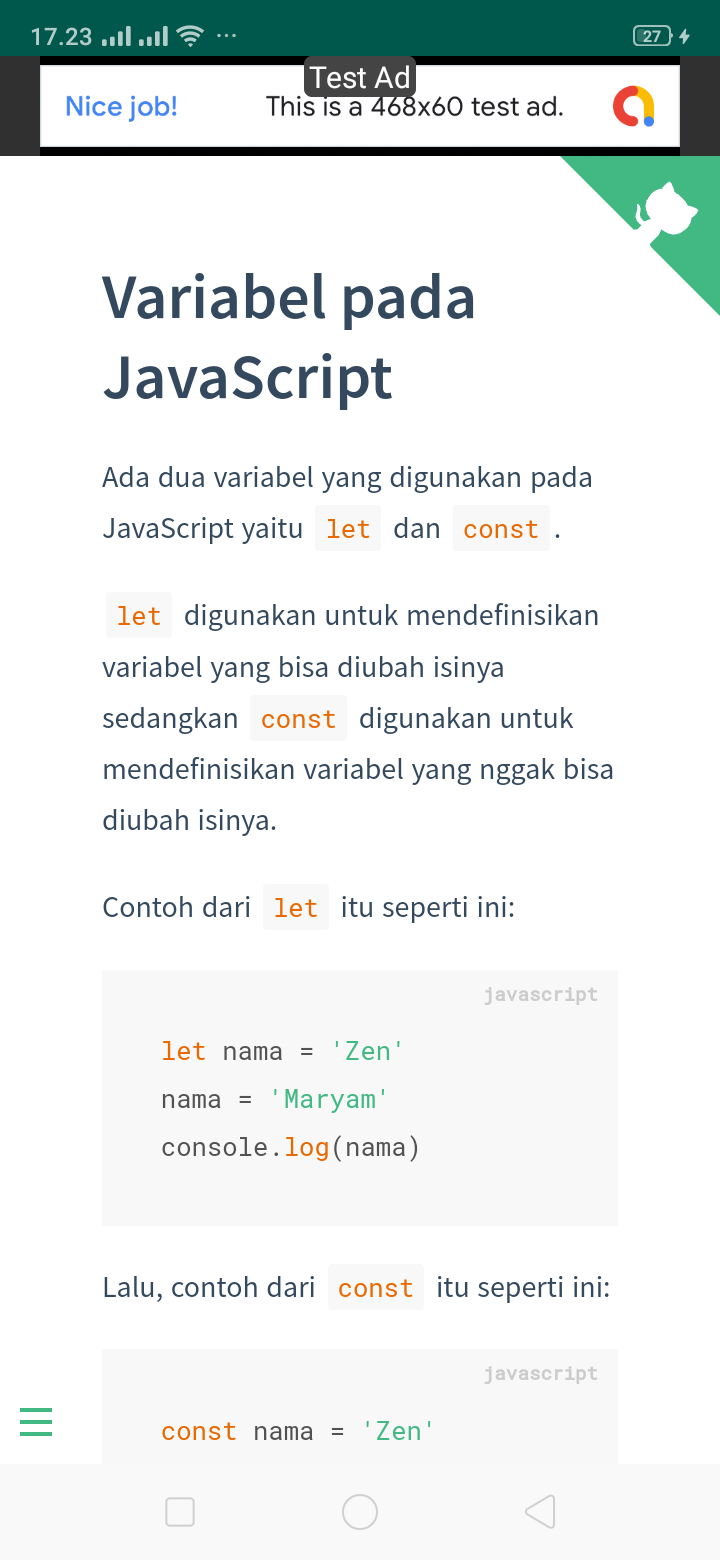 17.23
27
Test Ad
Nice job!
This is a 468x60 test ad.
Variabel pada
JavaScript
Ada dua variabel yang digunakan pada
JavaScript yaitu let dan const.
let digunakan untuk mendefinisikan
variabel yang bisa diubah isinya
sedangkan const digunakan untuk
mendefinisikan variabel yang nggak bisa
diubah isinya.
Contoh dari let itu seperti ini:
javascript
let nama = 'Zen'
nama = 'Maryam'
console.log(nama)
Lalu, contoh dari const itu seperti ini:
javascript
const nama = 'Zen'